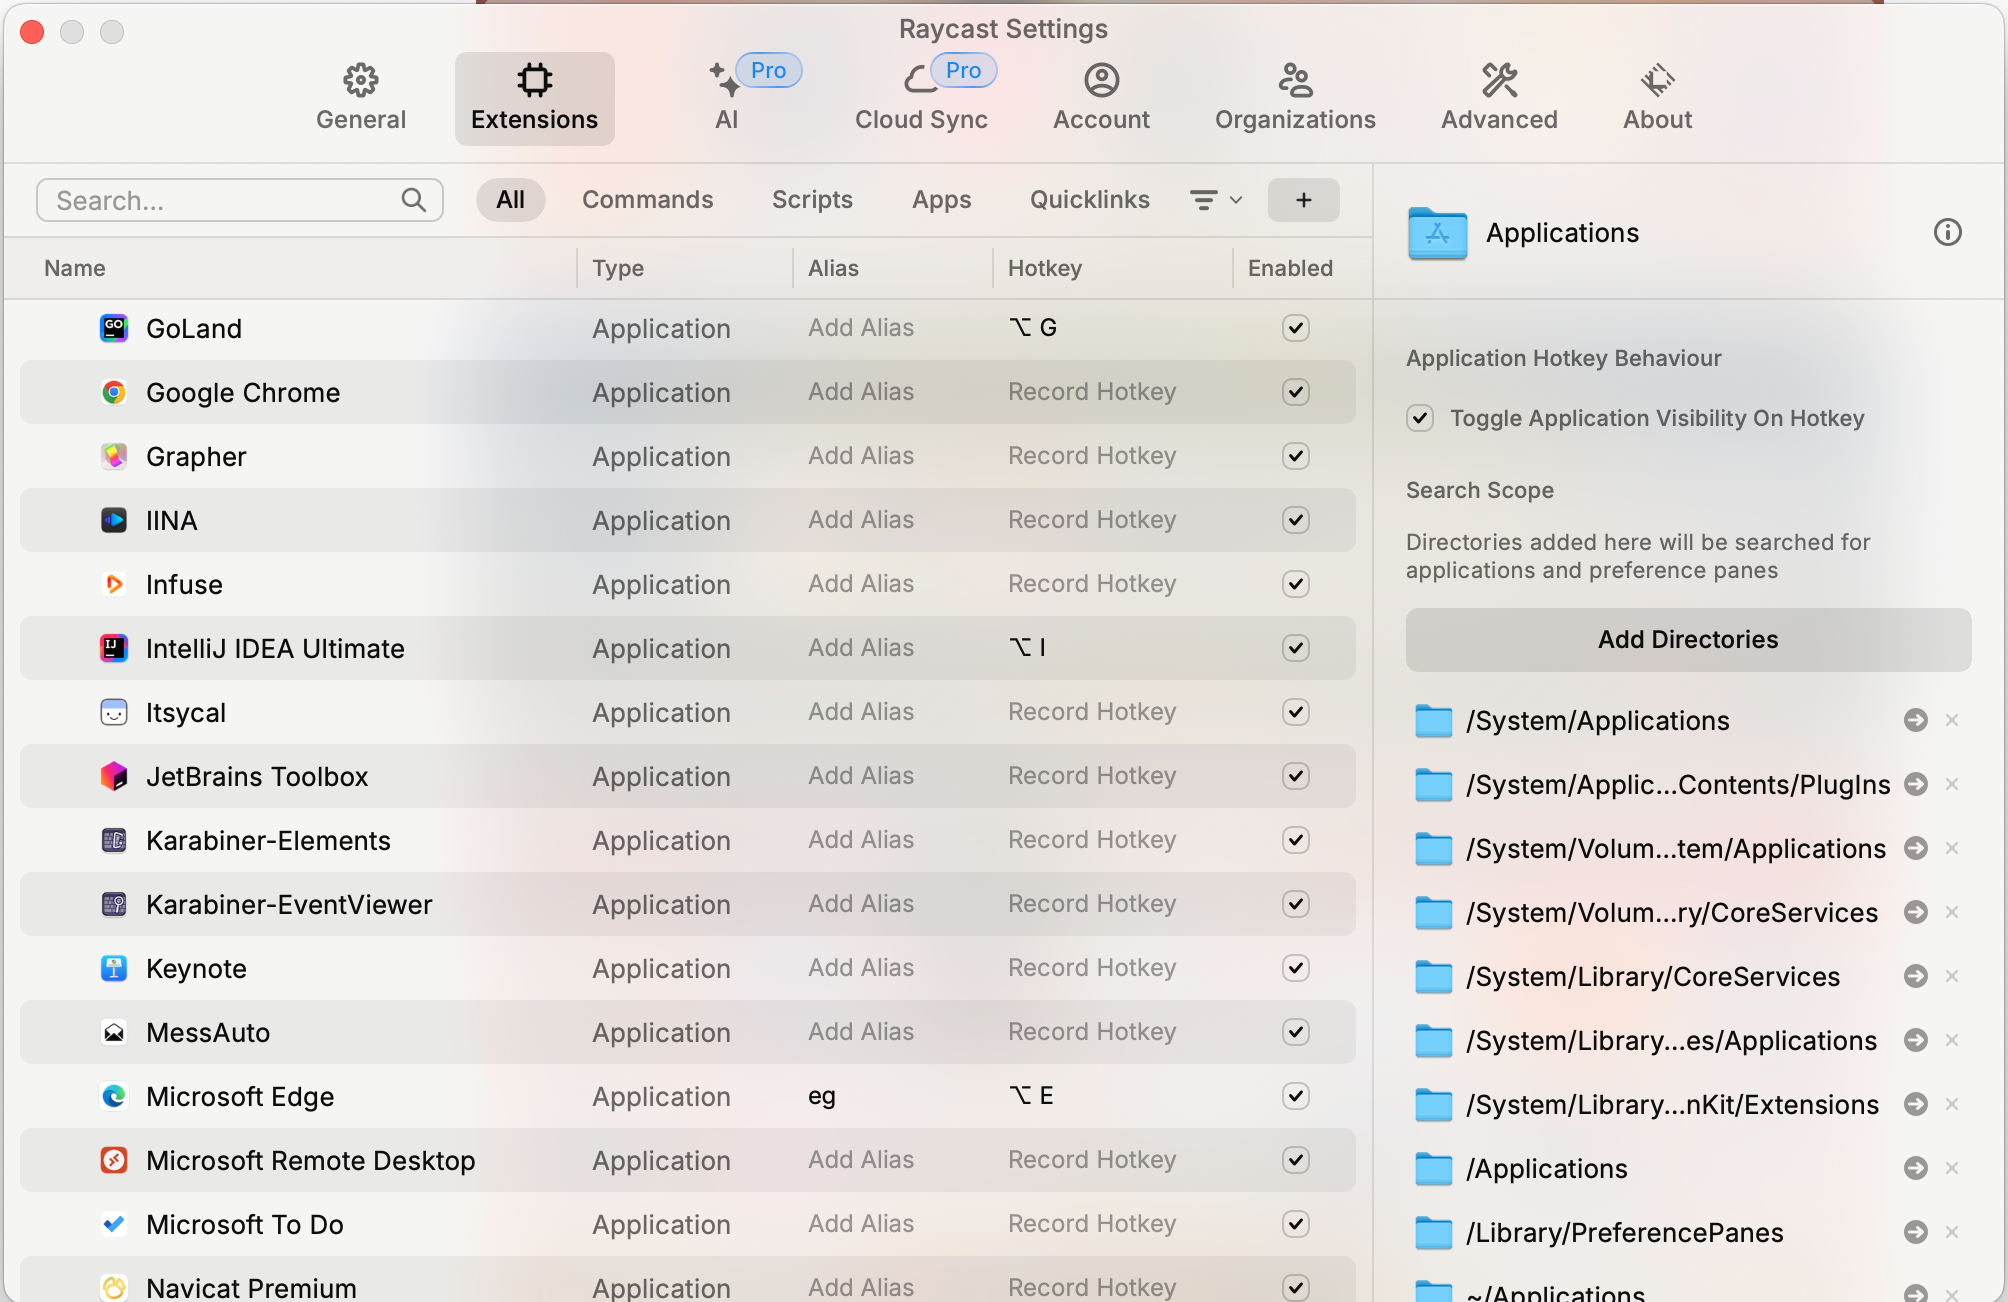 Raycast Settings
General
Extensions
Pro
AI
Pro
Cloud Sync
Account
Organizations
Advanced
About
Search...
All
Commands
Scripts
Apps
Quicklinks
+
Name Type Alias Hotkey Enabled
GoLand Application Add Alias ⌥ G
Google Chrome Application Add Alias Record Hotkey
Grapher Application Add Alias Record Hotkey
IINA Application Add Alias Record Hotkey
Infuse Application Add Alias Record Hotkey
IntelliJ IDEA Ultimate Application Add Alias ⌥ I
Itsycal Application Add Alias Record Hotkey
JetBrains Toolbox Application Add Alias Record Hotkey
Karabiner-Elements Application Add Alias Record Hotkey
Karabiner-EventViewer Application Add Alias Record Hotkey
Keynote Application Add Alias Record Hotkey
MessAuto Application Add Alias Record Hotkey
Microsoft Edge Application eg ⌥ E
Microsoft Remote Desktop Application Add Alias Record Hotkey
Microsoft To Do Application Add Alias Record Hotkey
Navicat Premium Application Add Alias Record Hotkey
Applications
Application Hotkey Behaviour
Toggle Application Visibility On Hotkey
Search Scope
Directories added here will be searched for
applications and preference panes
Add Directories
/System/Applications
/System/Applic...Contents/PlugIns
/System/Volum...tem/Applications
/System/Volum...ry/CoreServices
/System/Library/CoreServices
/System/Library...es/Applications
/System/Library...nKit/Extensions
/Applications
/Library/PreferencePanes
~/Applications